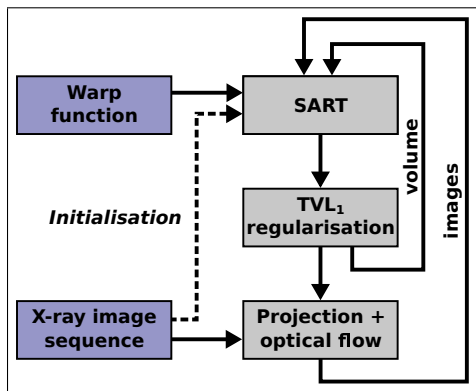 Warp
function
SART
volume
images
TVL₁
regularisation
Initialisation
X-ray image
sequence
Projection +
optical flow